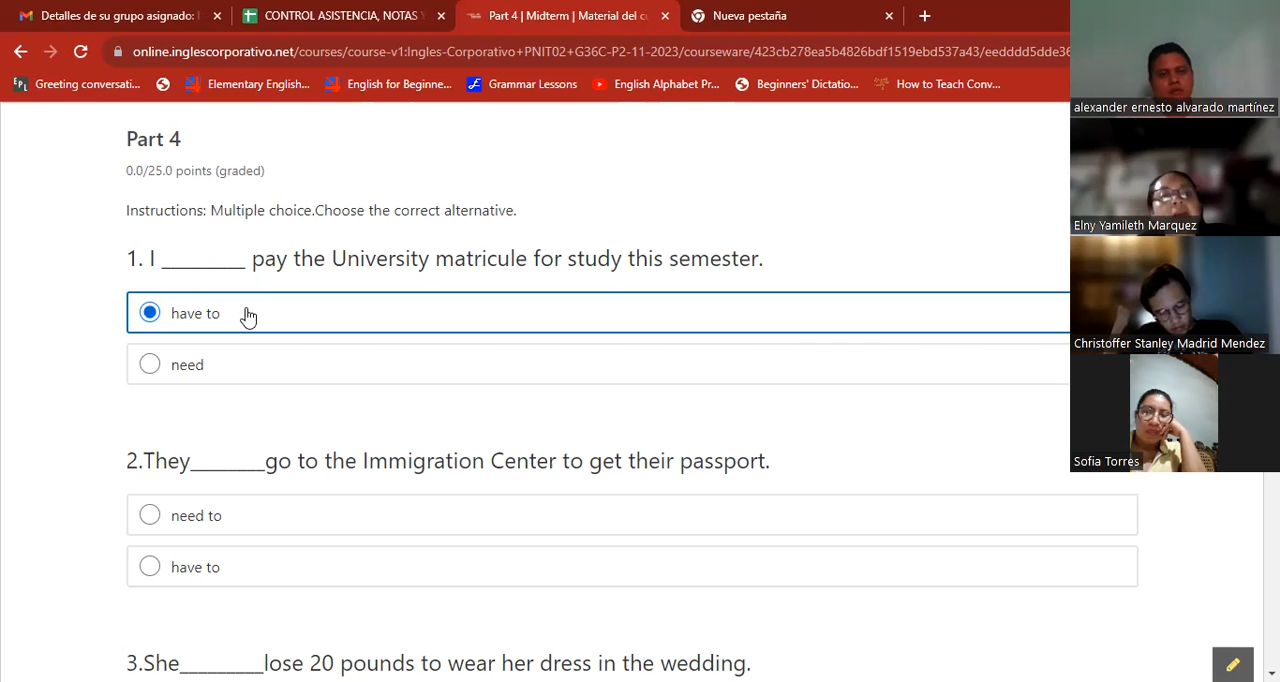 Detalles de su grupo asignado:
CONTROL ASISTENCIA, NOTAS Y
Part 4 | Midterm | Material del cu
Nueva pestaña
online.inglescorporativo.net/courses/course-v1:Ingles-Corporativo+PNIT02+G36C-P2-11-2023/courseware/423cb278ea5b4826bdf1519ebd537a43/eedddd5dde36
Greeting conversati...
Elementary English...
English for Beginne...
Grammar Lessons
English Alphabet Pr...
Beginners' Dictatio...
How to Teach Conv...
alexander ernesto alvarado martínez
Part 4
0.0/25.0 points (graded)
Instructions: Multiple choice.Choose the correct alternative.
Elny Yamileth Marquez
1. I ________ pay the University matricule for study this semester.
have to
Christoffer Stanley Madrid Mendez
need
2.They_______go to the Immigration Center to get their passport.
Sofia Torres
need to
have to
3.She________lose 20 pounds to wear her dress in the wedding.